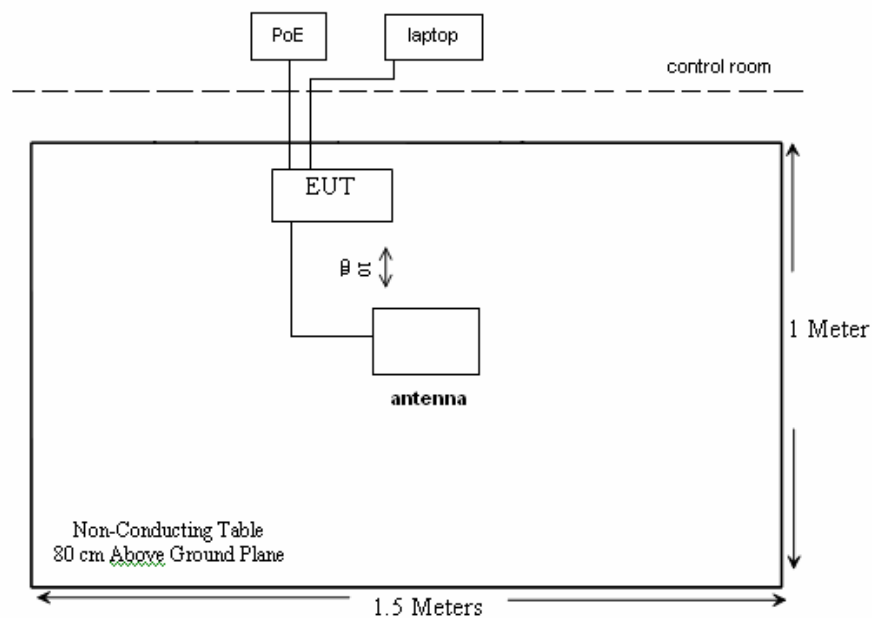 PoE
laptop
control room
EUT
10
antenna
1 Meter
Non-Conducting Table
80 cm Above Ground Plane
1.5 Meters